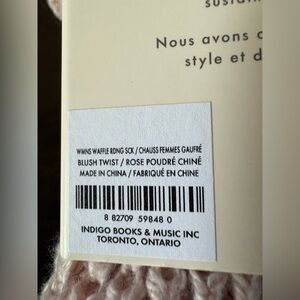 Nous avons
style et d
WMNS WAFFLE RDNG SCK / CHAUSS FEMMES GAUFRÉ
BLUSH TWIST / ROSE POUDRÉ CHINÉ
MADE IN CHINA / FABRIQUÉ EN CHINE
8 82709 59848 0
INDIGO BOOKS & MUSIC INC
TORONTO, ONTARIO